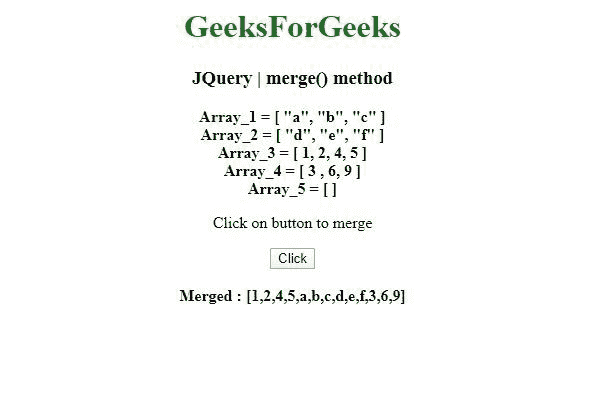 GeeksForGeeks
JQuery | merge() method
Array_1 = [ "a", "b", "c" ]
Array_2 = [ "d", "e", "f" ]
Array_3 = [ 1, 2, 4, 5 ]
Array_4 = [ 3 , 6, 9 ]
Array_5 = [ ]
Click on button to merge
Click
Merged : [1,2,4,5,a,b,c,d,e,f,3,6,9]